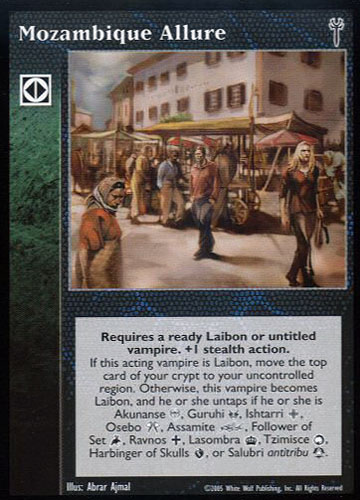 Mozambique Allure
Requires a ready Laibon or untitled
vampire. +1 stealth action.
If this acting vampire is Laibon, move the top
card of your crypt to your uncontrolled
region. Otherwise, this vampire becomes
Laibon, and he or she untaps if he or she is
Akunanse , Guruhi , Ishtarri ,
Osebo , Assamite , Follower of
Set , Ravnos , Lasombra , Tzimisce ,
Harbinger of Skulls , or Salubri antitribu .
Illus: Abrar Ajmal ©2005 White Wolf Publishing, Inc. All Rights Reserved